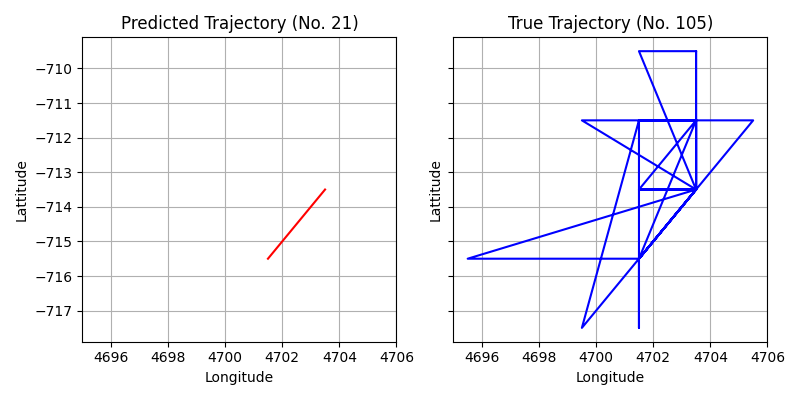 Predicted Trajectory (No. 21)
−710
−711
−712
−713
−714
−715
−716
−717
Lattitude
4696 4698 4700 4702 4704 4706
Longitude
True Trajectory (No. 105)
Lattitude
4696 4698 4700 4702 4704 4706
Longitude